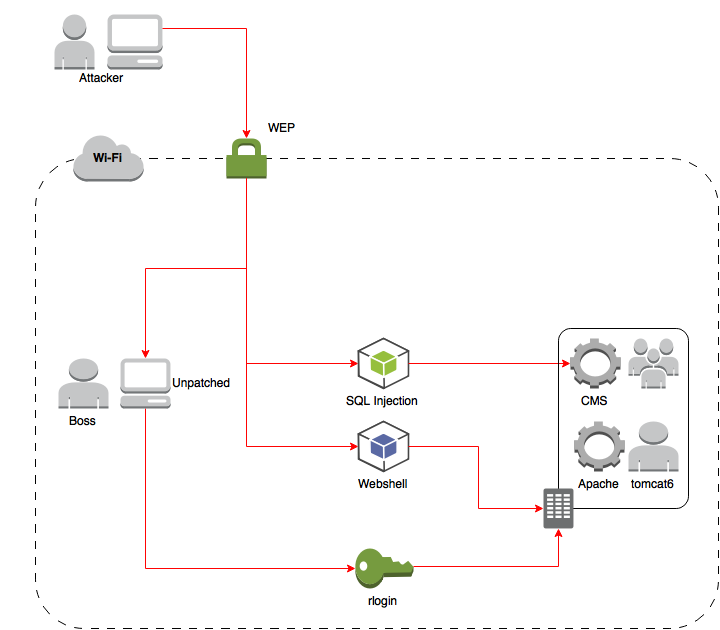 Attacker
WEP
Wi-Fi
Unpatched
Boss
SQL Injection
CMS
Webshell
Apache
tomcat6
rlogin